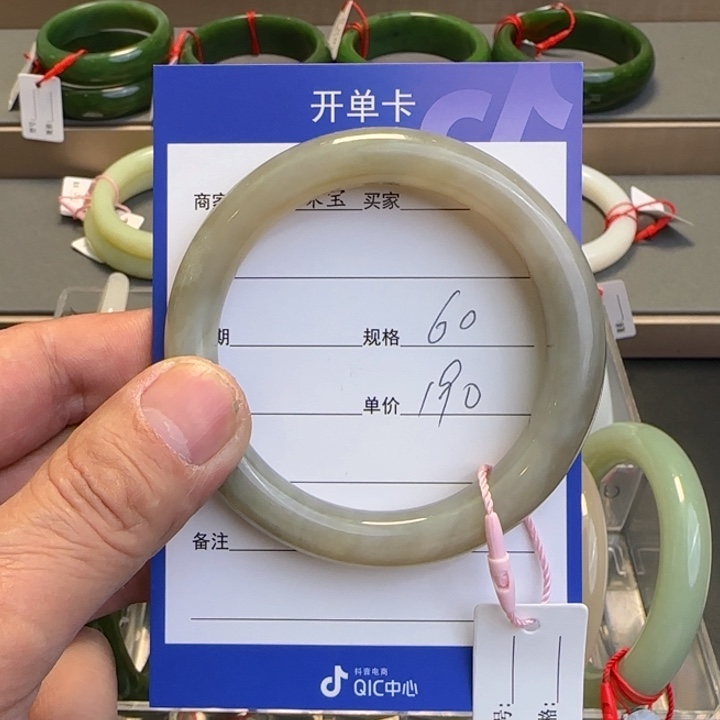 开单卡
商家 宝 买家
期 规格 60
单价 190
备注
抖音电商
QIC中心